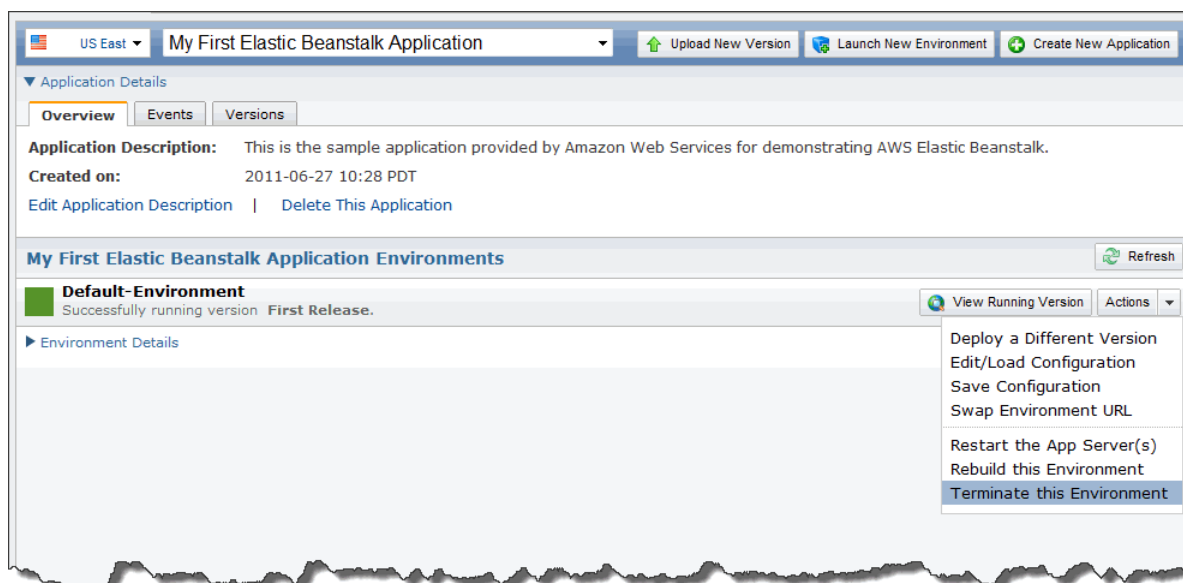 US East My First Elastic Beanstalk Application Upload New Version Launch New Environment Create New Application
Application Details
Overview Events Versions
Application Description: This is the sample application provided by Amazon Web Services for demonstrating AWS Elastic Beanstalk.
Created on: 2011-06-27 10:28 PDT
Edit Application Description | Delete This Application
My First Elastic Beanstalk Application Environments Refresh
Default-Environment
Successfully running version First Release.
View Running Version Actions
Environment Details
Deploy a Different Version
Edit/Load Configuration
Save Configuration
Swap Environment URL
Restart the App Server(s)
Rebuild this Environment
Terminate this Environment